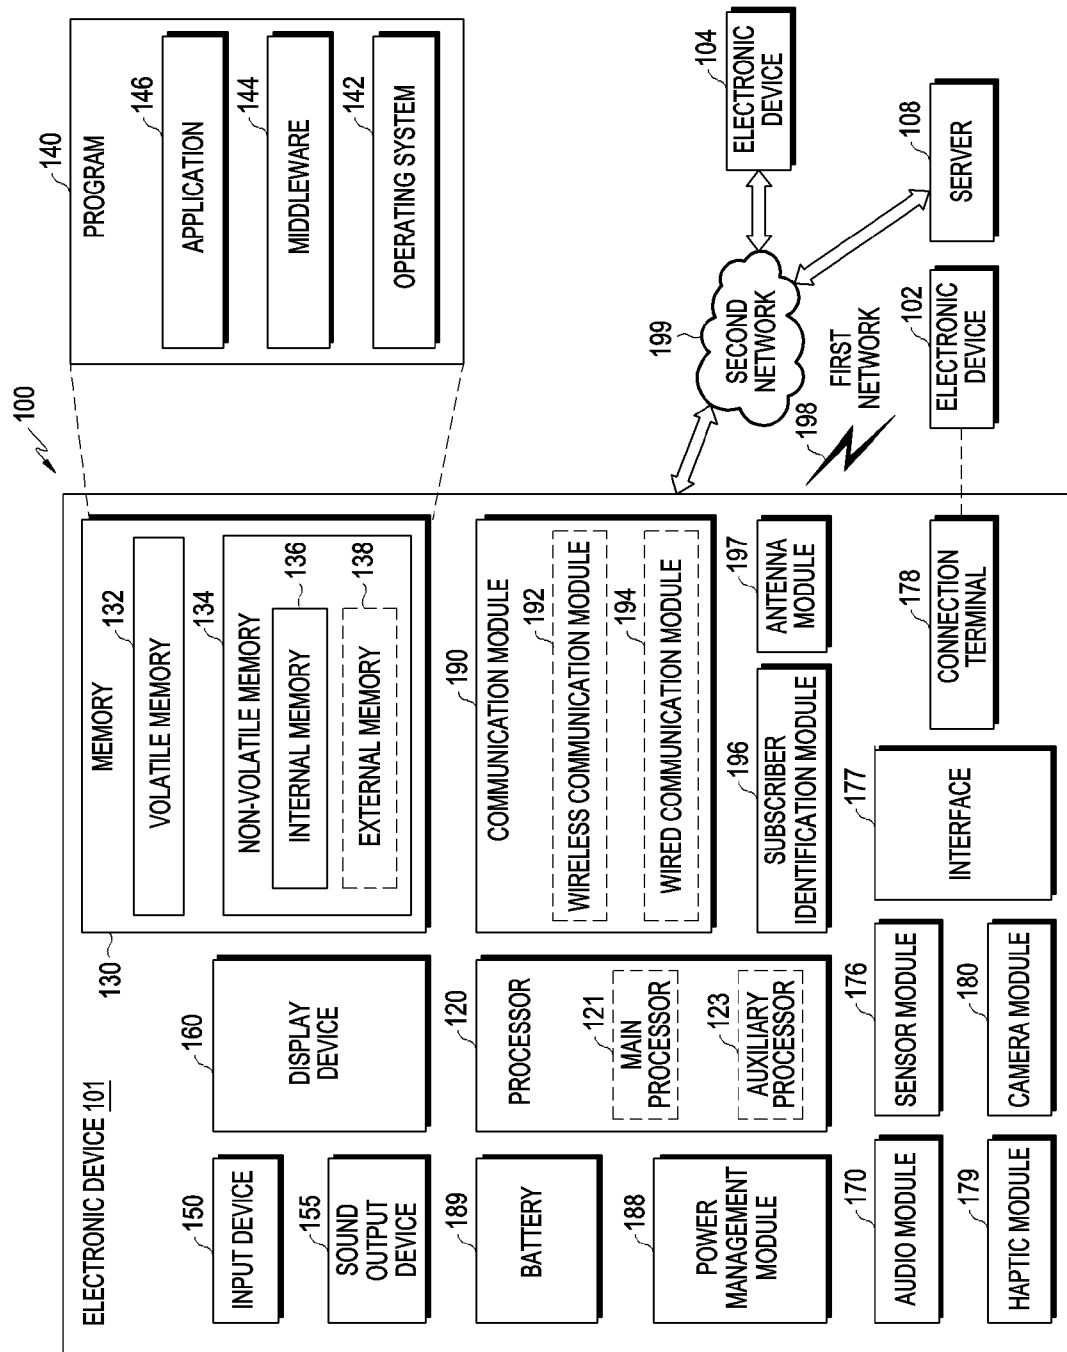 100
ELECTRONIC DEVICE 101
150
INPUT DEVICE
155
SOUND
OUTPUT
DEVICE
189
BATTERY
188
POWER
MANAGEMENT
MODULE
170
AUDIO MODULE
179
HAPTIC MODULE
160
DISPLAY
DEVICE
120
PROCESSOR
121
MAIN
PROCESSOR
123
AUXILIARY
PROCESSOR
176
SENSOR MODULE
180
CAMERA MODULE
130
MEMORY
132
VOLATILE MEMORY
134
NON-VOLATILE MEMORY
136
INTERNAL MEMORY
138
EXTERNAL MEMORY
190
COMMUNICATION MODULE
192
WIRELESS COMMUNICATION MODULE
194
WIRED COMMUNICATION MODULE
196
SUBSCRIBER
IDENTIFICATION MODULE
197
ANTENNA
MODULE
177
INTERFACE
178
CONNECTION
TERMINAL
140
PROGRAM
146
APPLICATION
144
MIDDLEWARE
142
OPERATING SYSTEM
199
SECOND
NETWORK
198
FIRST
NETWORK
104
ELECTRONIC
DEVICE
108
SERVER
102
ELECTRONIC
DEVICE